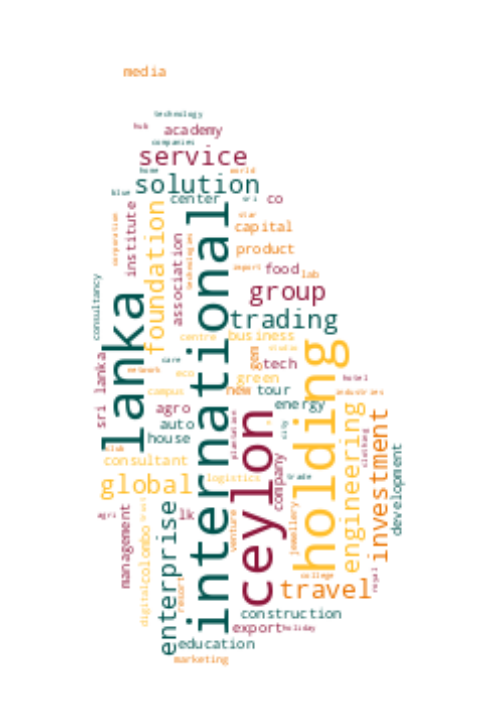 media
technology
hub
academy
companies
service
home
world
solution
blue
center
sri
co
institute
foundation
corporation
star
capital
association
technologies
international
product
export
food
lab
consultancy
lanka
group
trading
centre
business
studio
care
gem
tech
network
eco
green
hotel
sri lanka
campus
new
tour
industries
agro
energy
holding
auto
plantation
ceylon
city
engineering
investment
house
club
clothing
consultant
company
development
global
logistics
trade
agri
management
colombo
trust
enterprise
lk
venture
jewellery
digital
resort
travel
college
royal
construction
export
holiday
education
marketing